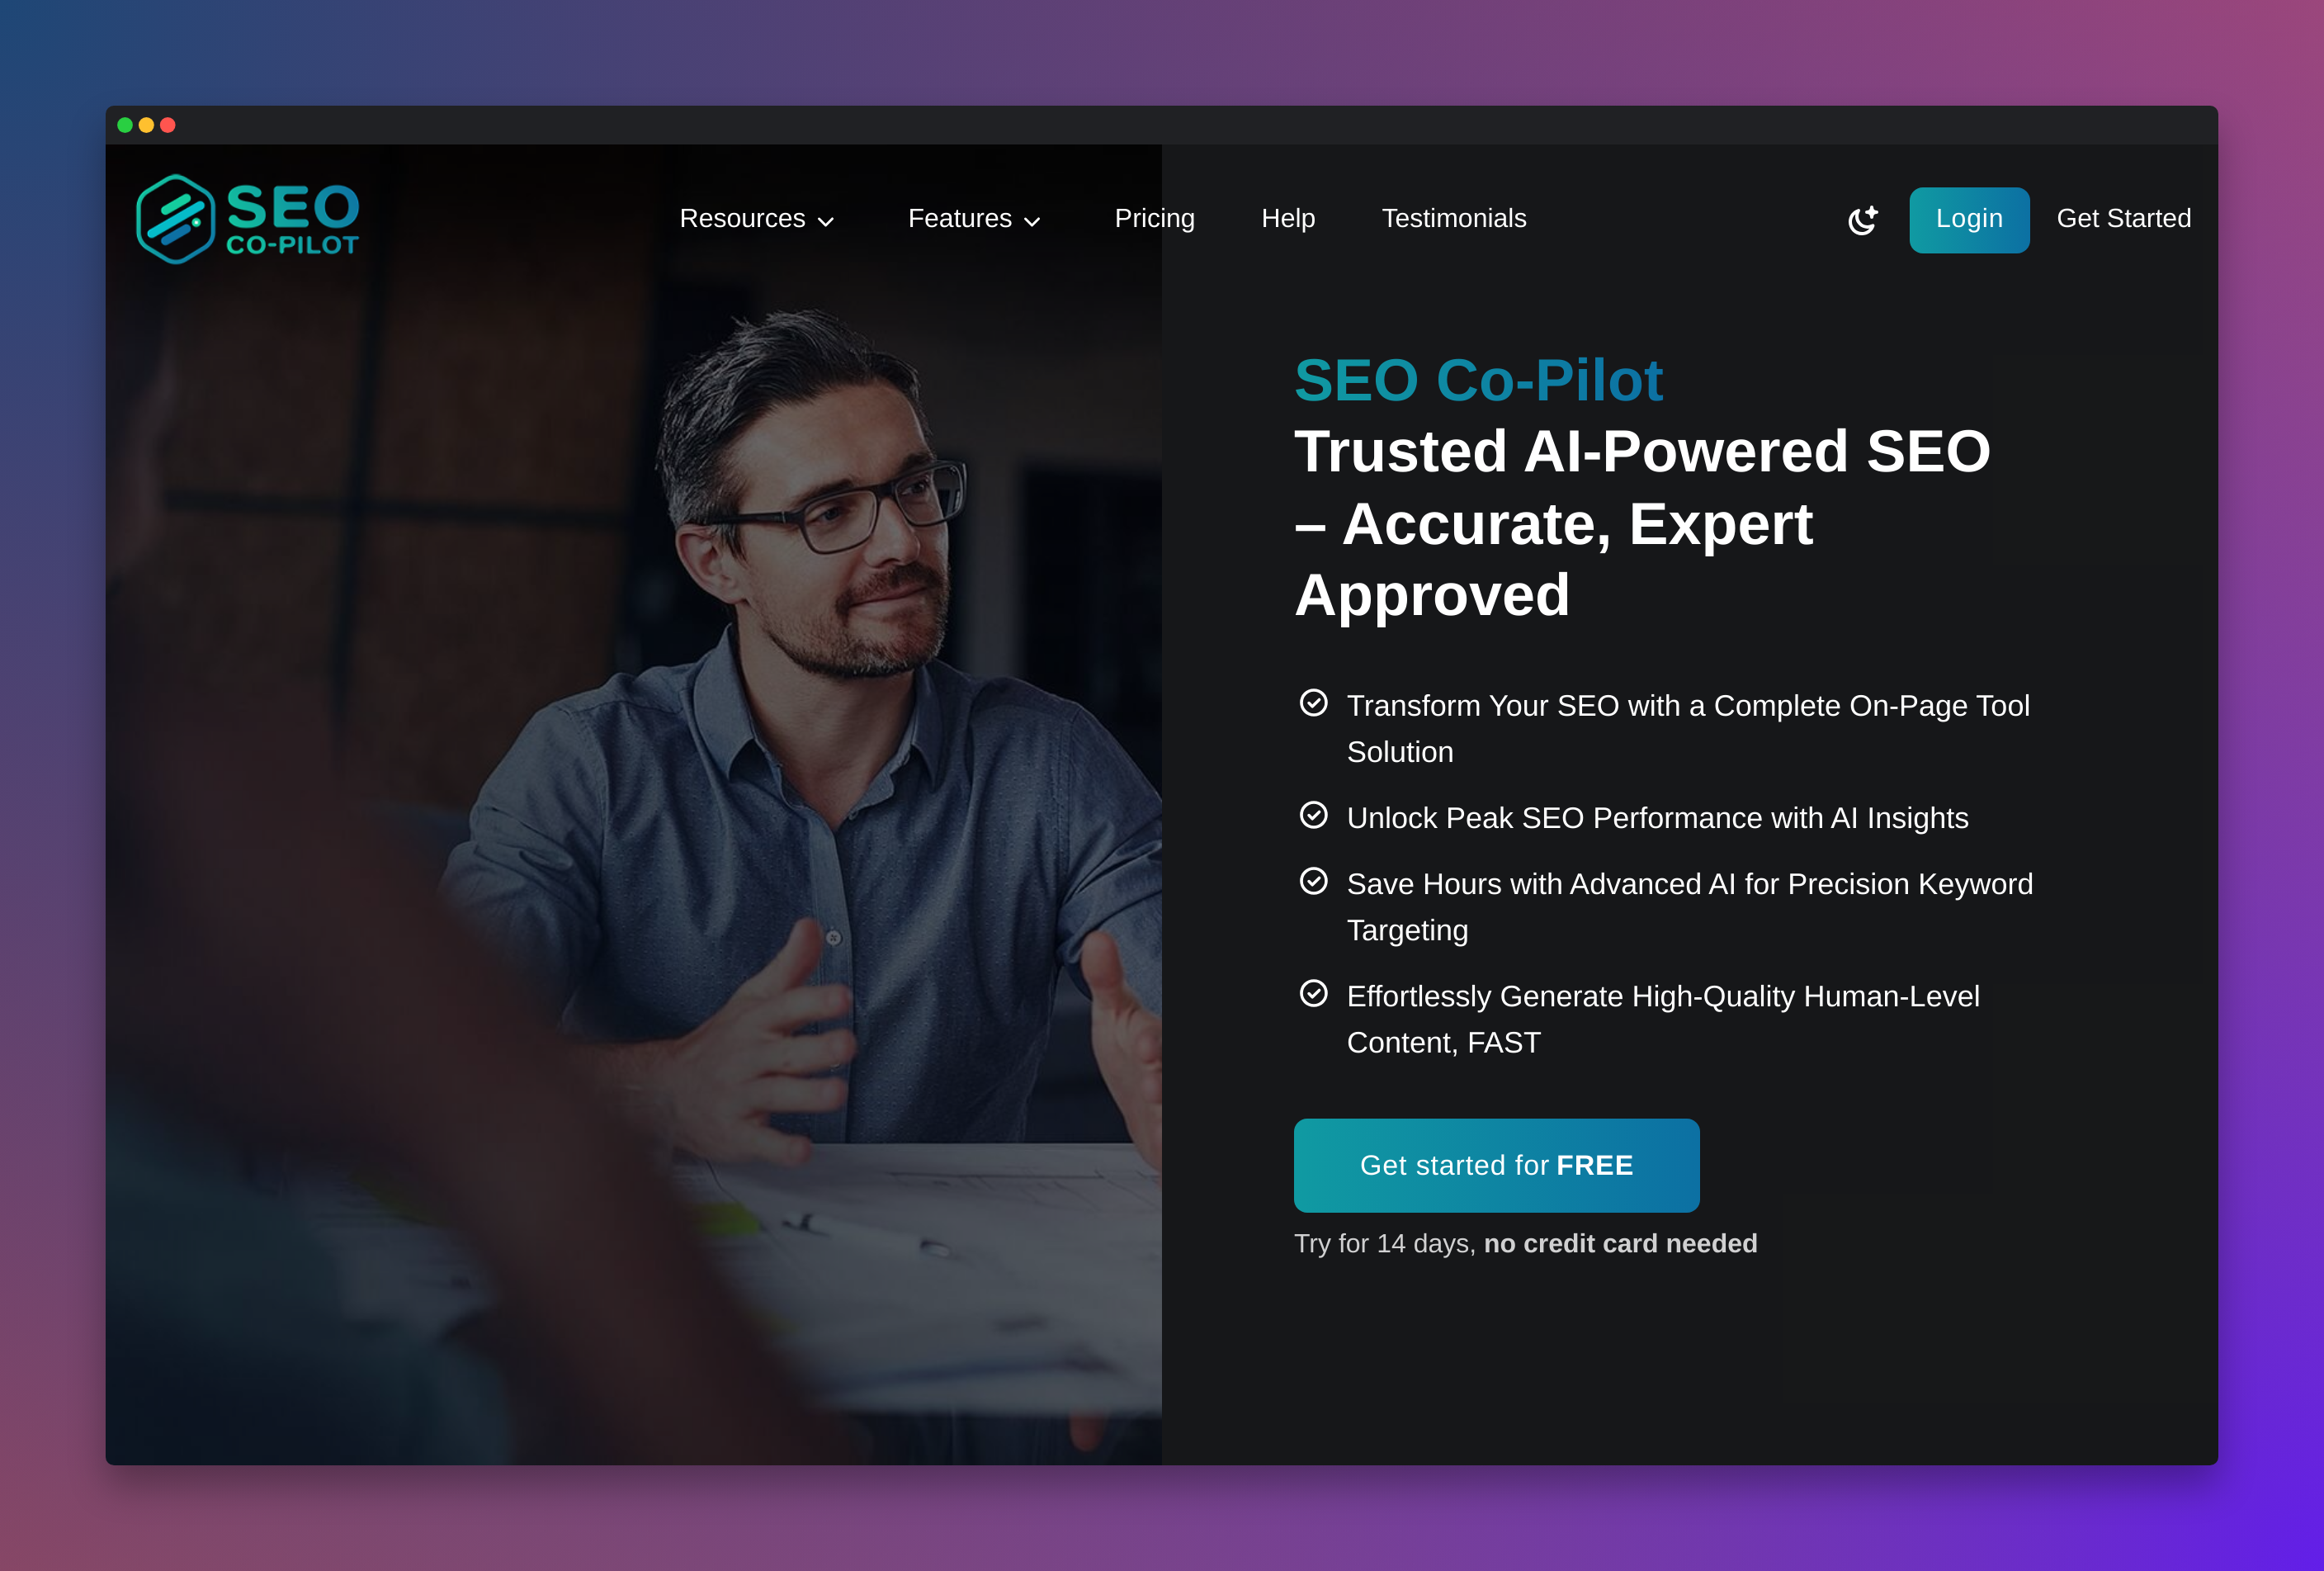 SEO
CO-PILOT
Resources
Features
Pricing
Help
Testimonials
Login
Get Started
SEO Co-Pilot
Trusted AI-Powered SEO
– Accurate, Expert
Approved
Transform Your SEO with a Complete On-Page Tool
Solution
Unlock Peak SEO Performance with AI Insights
Save Hours with Advanced AI for Precision Keyword
Targeting
Effortlessly Generate High-Quality Human-Level
Content, FAST
Get started for FREE
Try for 14 days, no credit card needed